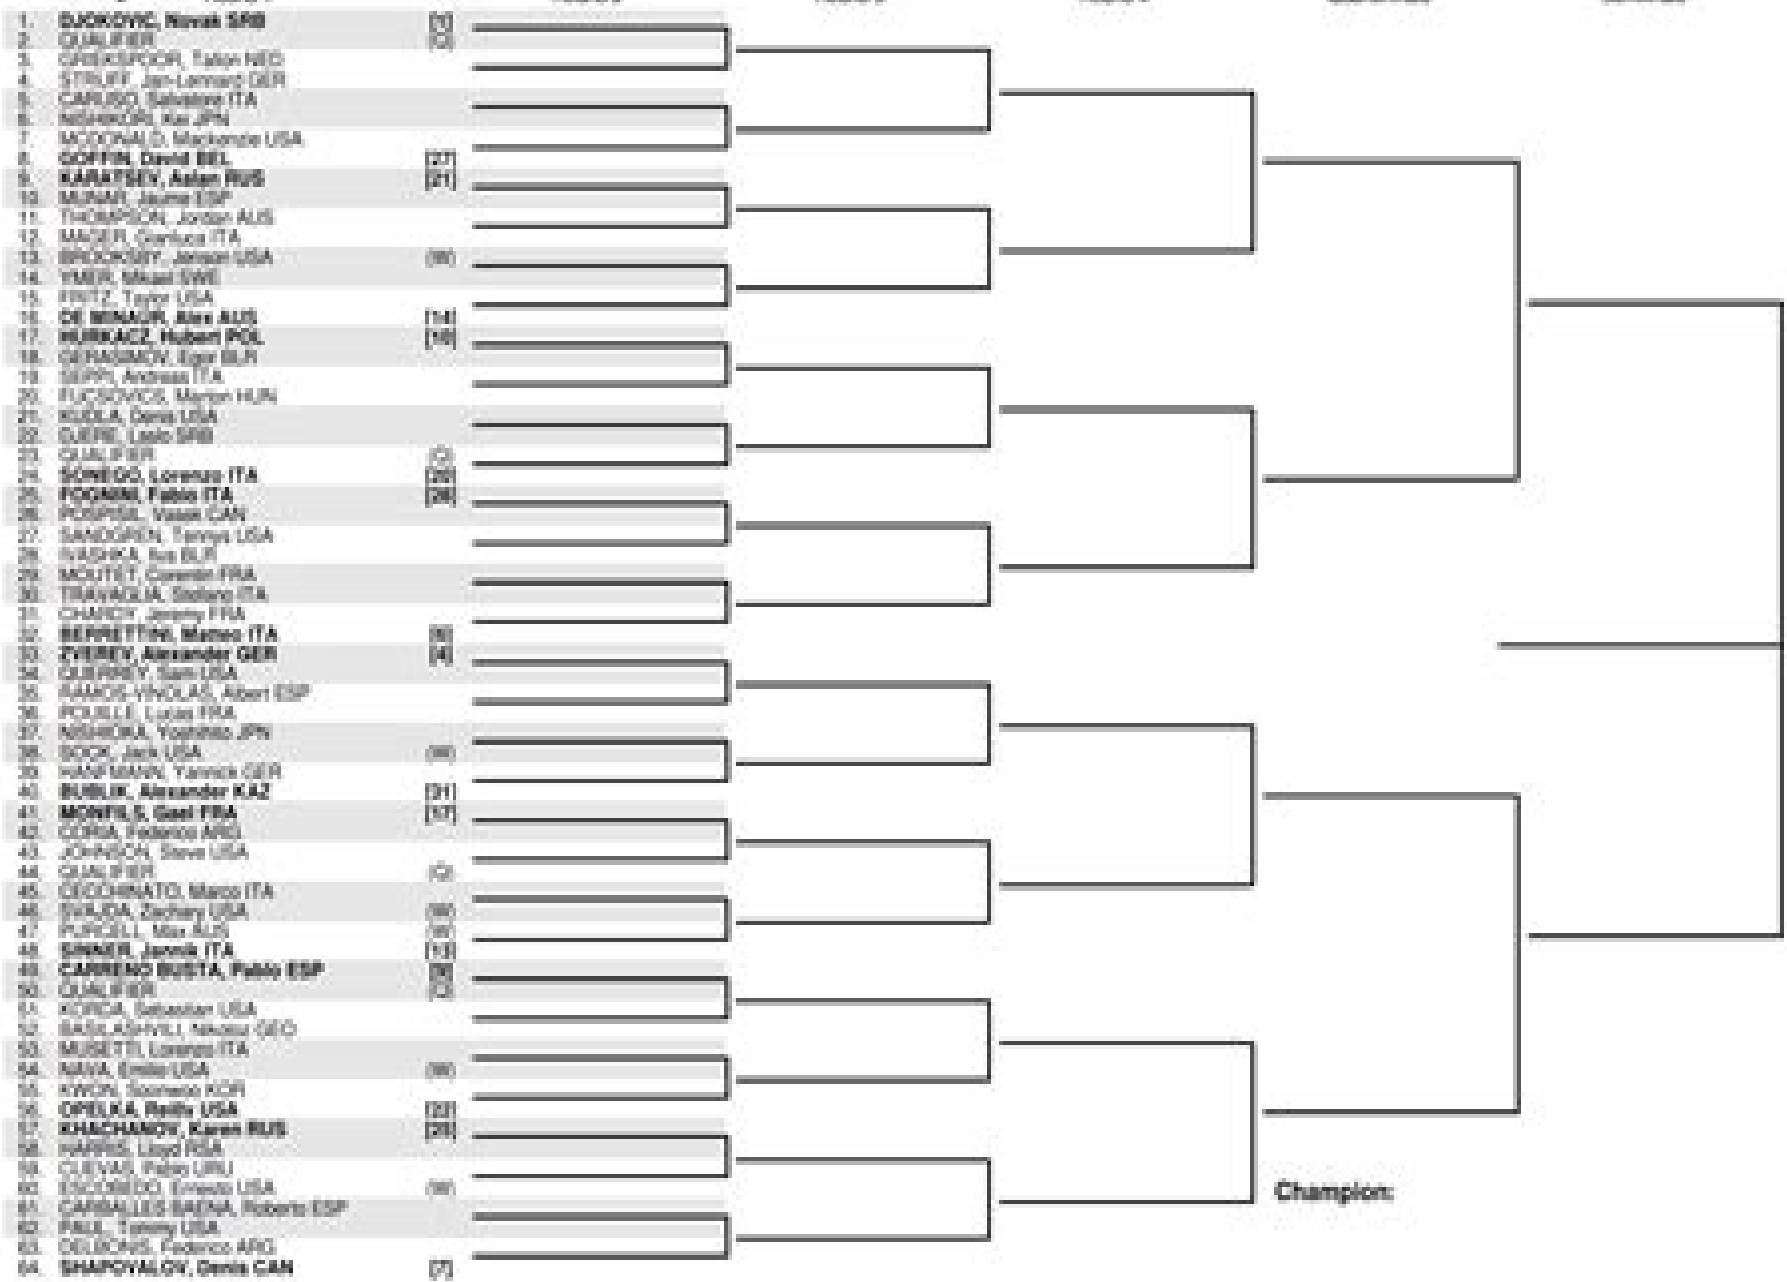 1. DJOKOVIC, Novak SRB [1]
2. QUALIFIER (Q)
3. GRIEKSPOOR, Tallon NED
4. STRUFF, Jan-Lennard GER
5. CARUSO, Salvatore ITA
6. NISHIKORI, Kei JPN
7. MCDONALD, Mackenzie USA
8. GOFFIN, David BEL [27]
9. KARATSEV, Aslan RUS [21]
10. MUNAR, Jaume ESP
11. THOMPSON, Jordan AUS
12. MAGER, Gianluca ITA
13. BROOKSBY, Jenson USA (W)
14. YMER, Mikael SWE
15. FRITZ, Taylor USA
16. DE MINAUR, Alex AUS [14]
17. HURKACZ, Hubert POL [10]
18. GERASIMOV, Egor BLR
19. SEPPI, Andreas ITA
20. FUCSOVICS, Marton HUN
21. KUDLA, Denis USA
22. DJERE, Laslo SRB
23. QUALIFIER (Q)
24. SONEGO, Lorenzo ITA [20]
25. FOGNINI, Fabio ITA [28]
26. POSPISIL, Vasek CAN
27. SANDGREN, Tennys USA
28. IVASHKA, Ilya BLR
29. MOUTET, Corentin FRA
30. TRAVAGLIA, Stefano ITA
31. CHARDY, Jeremy FRA
32. BERRETTINI, Matteo ITA [6]
33. ZVEREV, Alexander GER [4]
34. QUERREY, Sam USA
35. RAMOS-VINOLAS, Albert ESP
36. POUILLE, Lucas FRA
37. NISHIOKA, Yoshihito JPN
38. SOCK, Jack USA (W)
39. HANFMANN, Yannick GER
40. BUBLIK, Alexander KAZ [31]
41. MONFILS, Gael FRA [17]
42. CORIA, Federico ARG
43. JOHNSON, Steve USA
44. QUALIFIER (Q)
45. CECCHINATO, Marco ITA
46. SVAJDA, Zachary USA (W)
47. PURCELL, Max AUS (W)
48. SINNER, Jannik ITA [13]
49. CARRENO BUSTA, Pablo ESP [9]
50. QUALIFIER (Q)
51. KORDA, Sebastian USA
52. BASILASHVILI, Nikoloz GEO
53. MUSETTI, Lorenzo ITA
54. NAVA, Emilio USA (W)
55. KWON, Soonwoo KOR
56. OPELKA, Reilly USA [22]
57. KHACHANOV, Karen RUS [25]
58. HARRIS, Lloyd RSA
59. CUEVAS, Pablo URU
60. ESCOBEDO, Ernesto USA (W)
61. CARBALLES BAENA, Roberto ESP
62. PAUL, Tommy USA
63. DELBONIS, Federico ARG
64. SHAPOVALOV, Denis CAN [7]
Champion: